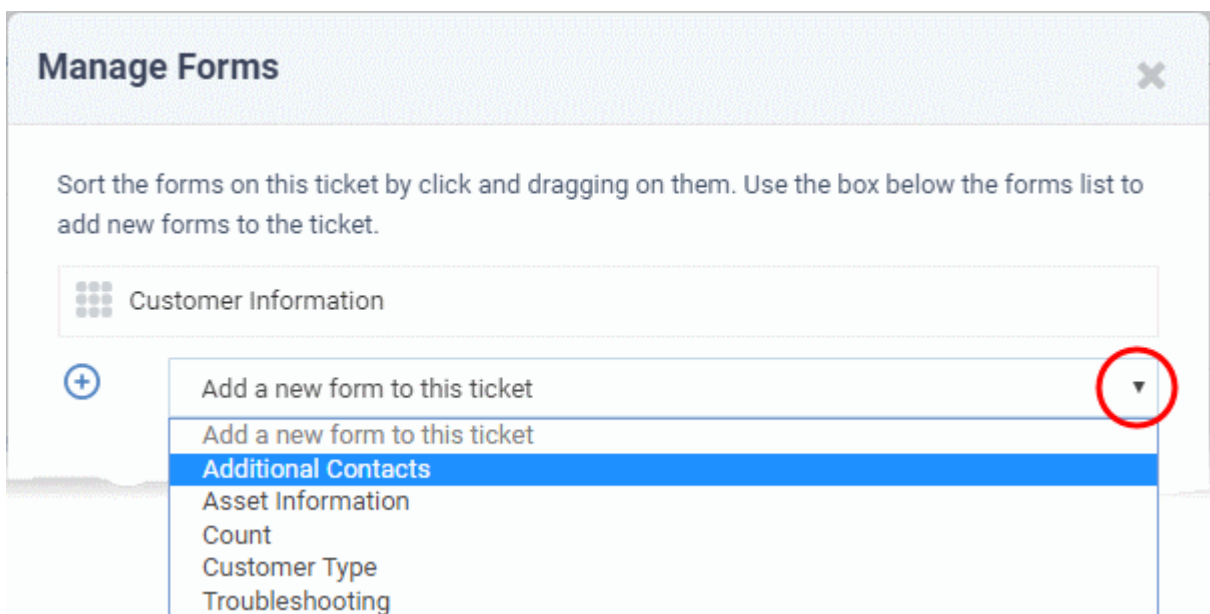 Manage Forms
Sort the forms on this ticket by click and dragging on them. Use the box below the forms list to
add new forms to the ticket.
Customer Information
Add a new form to this ticket
Add a new form to this ticket
Additional Contacts
Asset Information
Count
Customer Type
Troubleshooting